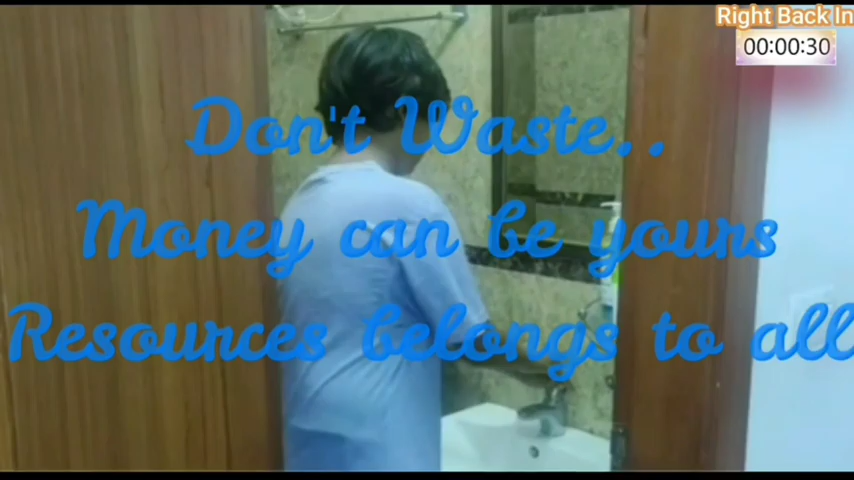 Right Back In
00:00:30
Don't Waste..
Money can be yours
Resources belongs to all